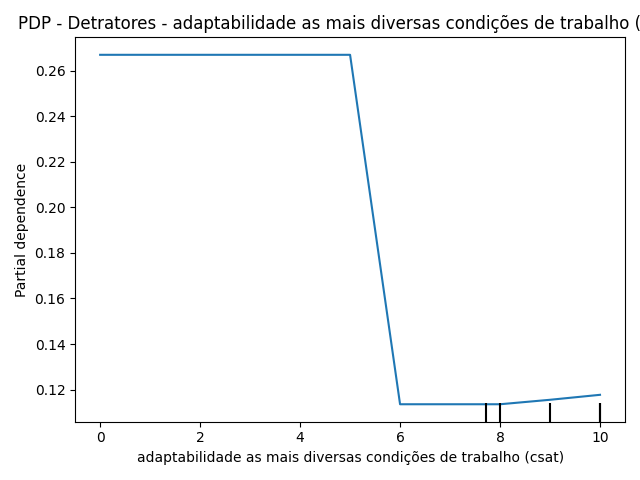 PDP - Detratores - adaptabilidade as mais diversas condições de trabalho (
0.26
0.24
0.22
0.20
0.18
0.16
0.14
0.12
Partial dependence
0 2 4 6 8 10
adaptabilidade as mais diversas condições de trabalho (csat)